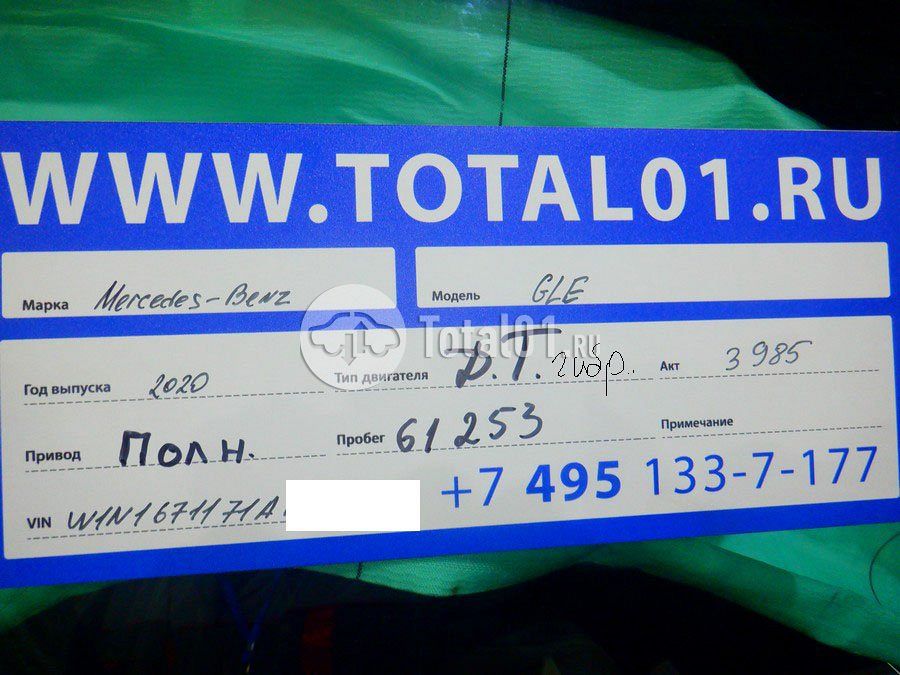 WWW.TOTAL01.RU
Марка Mercedes-Benz Модель GLE
Total01.ru
Год выпуска 2020 Тип двигателя Д.Т. гибр. Акт 3985
Привод Полн. Пробег 61253 Примечание
+7 495 133-7-177
VIN W1N1671171A